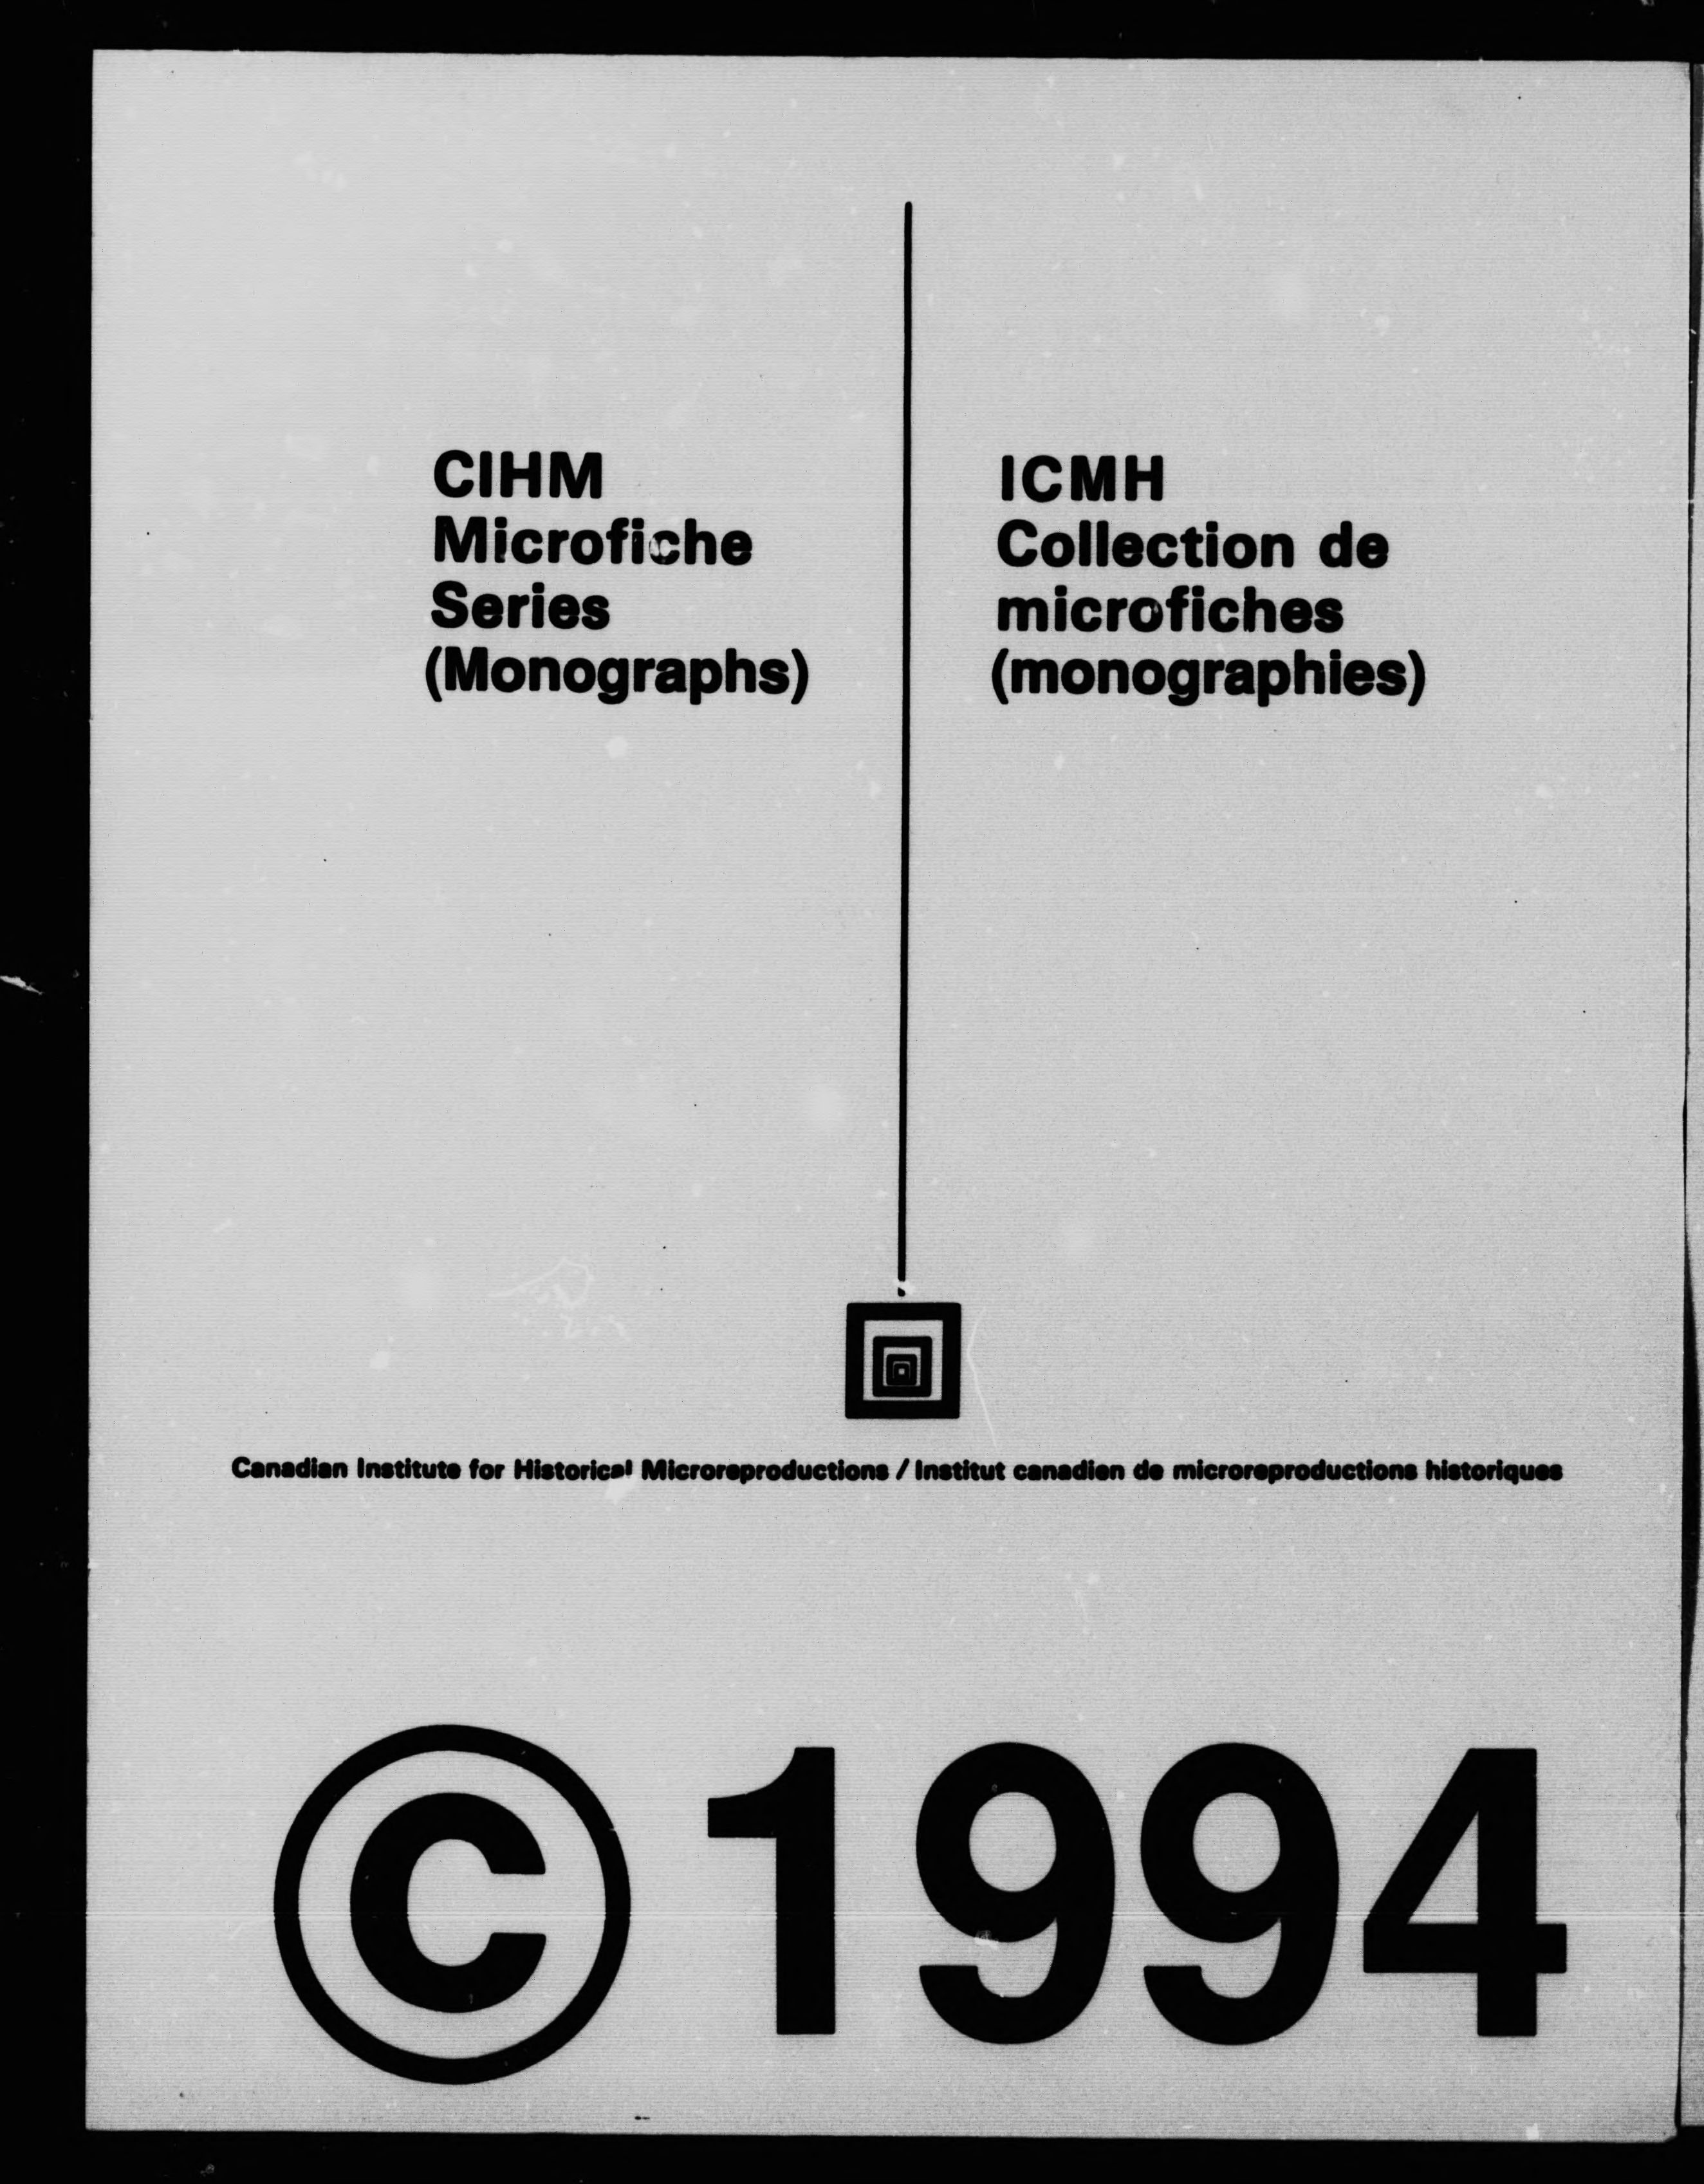 CIHM
Microfiche
Series
(Monographs)
ICMH
Collection de
microfiches
(monographies)
Canadian Institute for Historical Microreproductions / Institut canadien de microreproductions historiques
© 1994